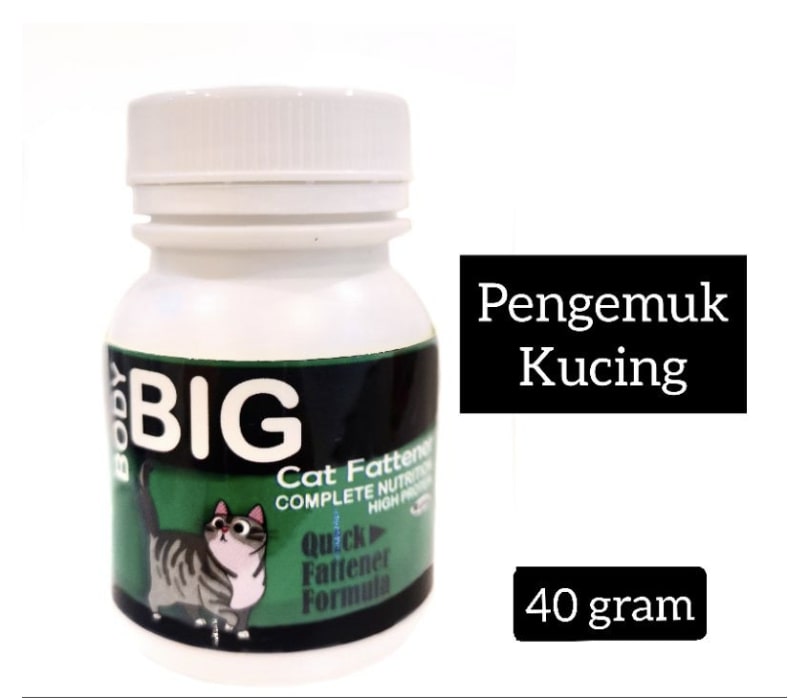 BODY
BIG
Cat Fattener
COMPLETE NUTRITION
HIGH PROTEIN
Quick
Fattener
Formula
Pengemuk
Kucing
40 gram